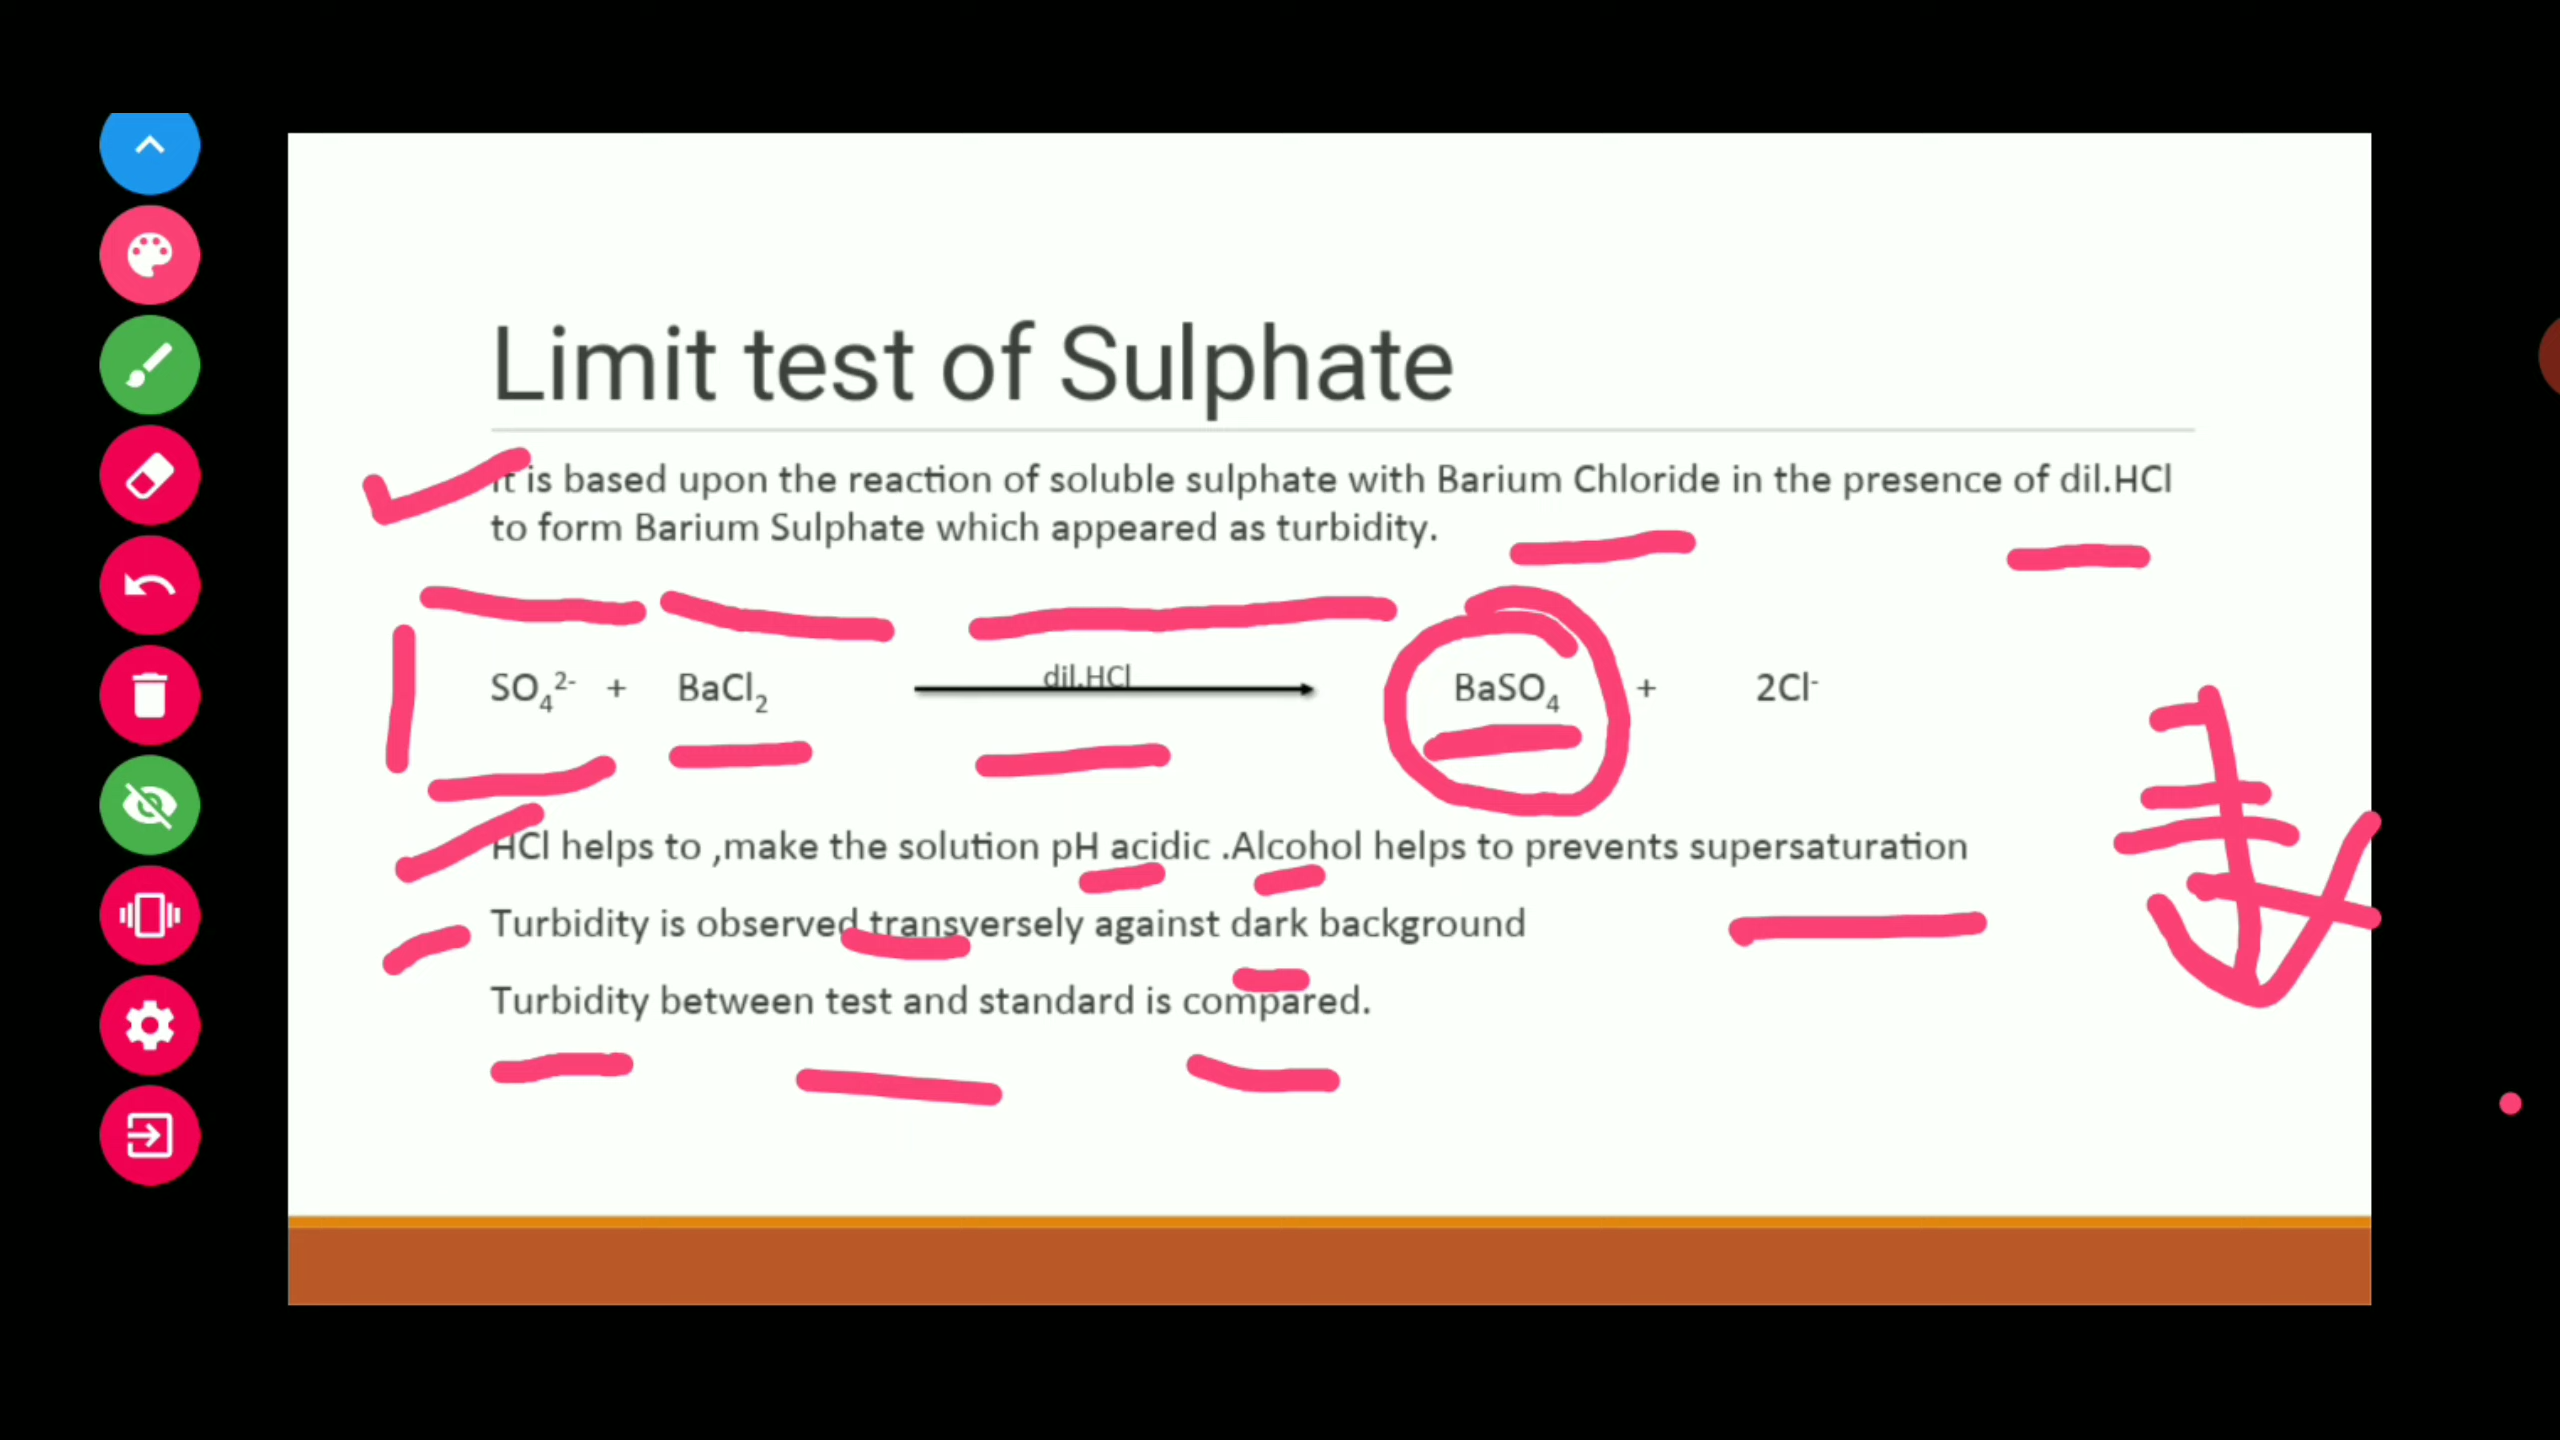 Limit test of Sulphate
It is based upon the reaction of soluble sulphate with Barium Chloride in the presence of dil.HCl
to form Barium Sulphate which appeared as turbidity.
SO₄²⁻ + BaCl₂ dil.HCl BaSO₄ + 2Cl⁻
HCl helps to ,make the solution pH acidic .Alcohol helps to prevents supersaturation
Turbidity is observed transversely against dark background
Turbidity between test and standard is compared.